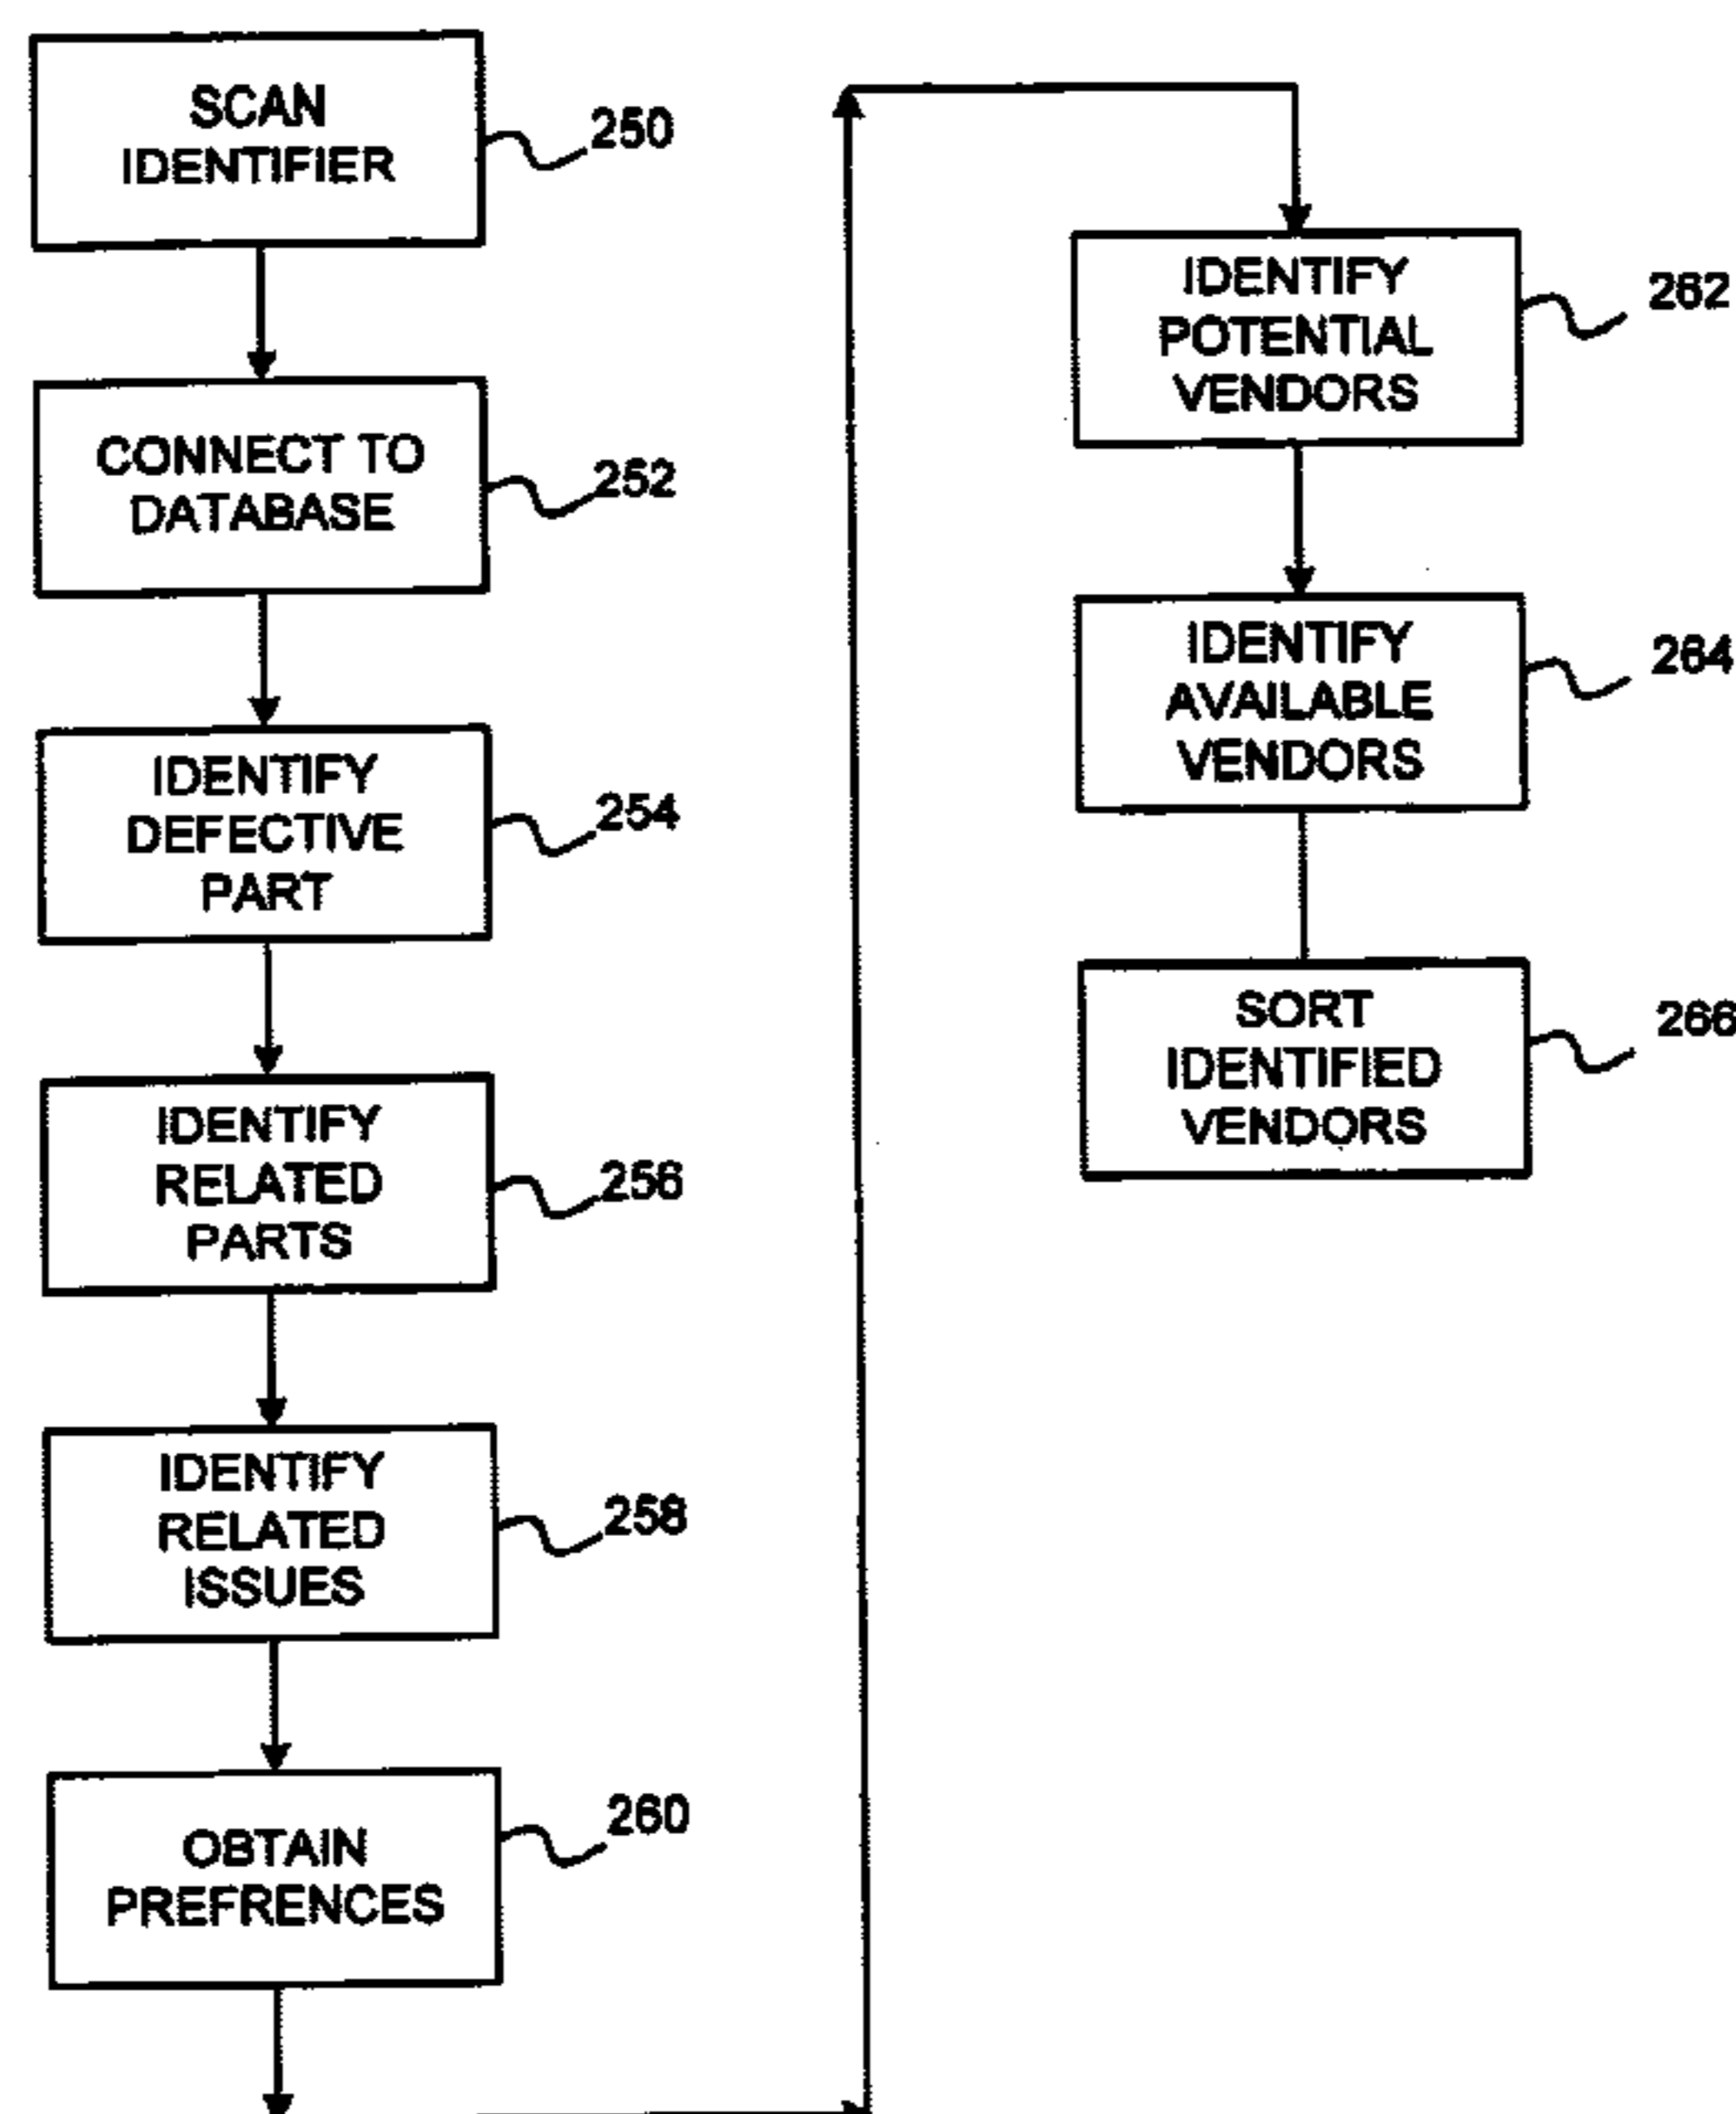 SCAN
IDENTIFIER
250
CONNECT TO
DATABASE
252
IDENTIFY
DEFECTIVE
PART
254
IDENTIFY
RELATED
PARTS
256
IDENTIFY
RELATED
ISSUES
258
OBTAIN
PREFRENCES
260
IDENTIFY
POTENTIAL
VENDORS
262
IDENTIFY
AVAILABLE
VENDORS
264
SORT
IDENTIFIED
VENDORS
266